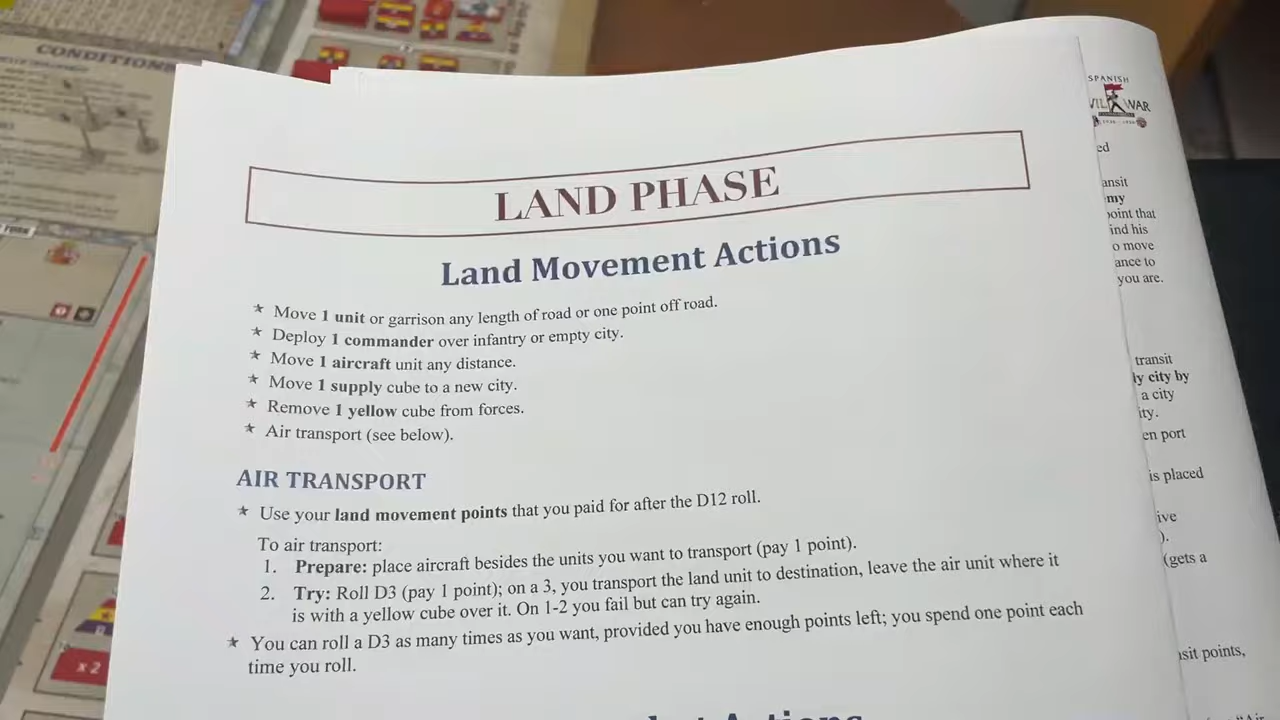 CONDITIONS
SPANISH
WAR
LAND PHASE
Land Movement Actions
★ Move 1 unit or garrison any length of road or one point off road.
★ Deploy 1 commander over infantry or empty city.
★ Move 1 aircraft unit any distance.
★ Move 1 supply cube to a new city.
★ Remove 1 yellow cube from forces.
★ Air transport (see below).
AIR TRANSPORT
★ Use your land movement points that you paid for after the D12 roll.
To air transport:
1. Prepare: place aircraft besides the units you want to transport (pay 1 point).
2. Try: Roll D3 (pay 1 point); on a 3, you transport the land unit to destination, leave the air unit where it
is with a yellow cube over it. On 1-2 you fail but can try again.
★ You can roll a D3 as many times as you want, provided you have enough points left; you spend one point each
time you roll.
Actions
ed
ansit
my
point that
ind his
o move
ance to
you are.
transit
ly city by
a city
ity.
en port
is placed
ive
).
(gets a
sit points,
x 2